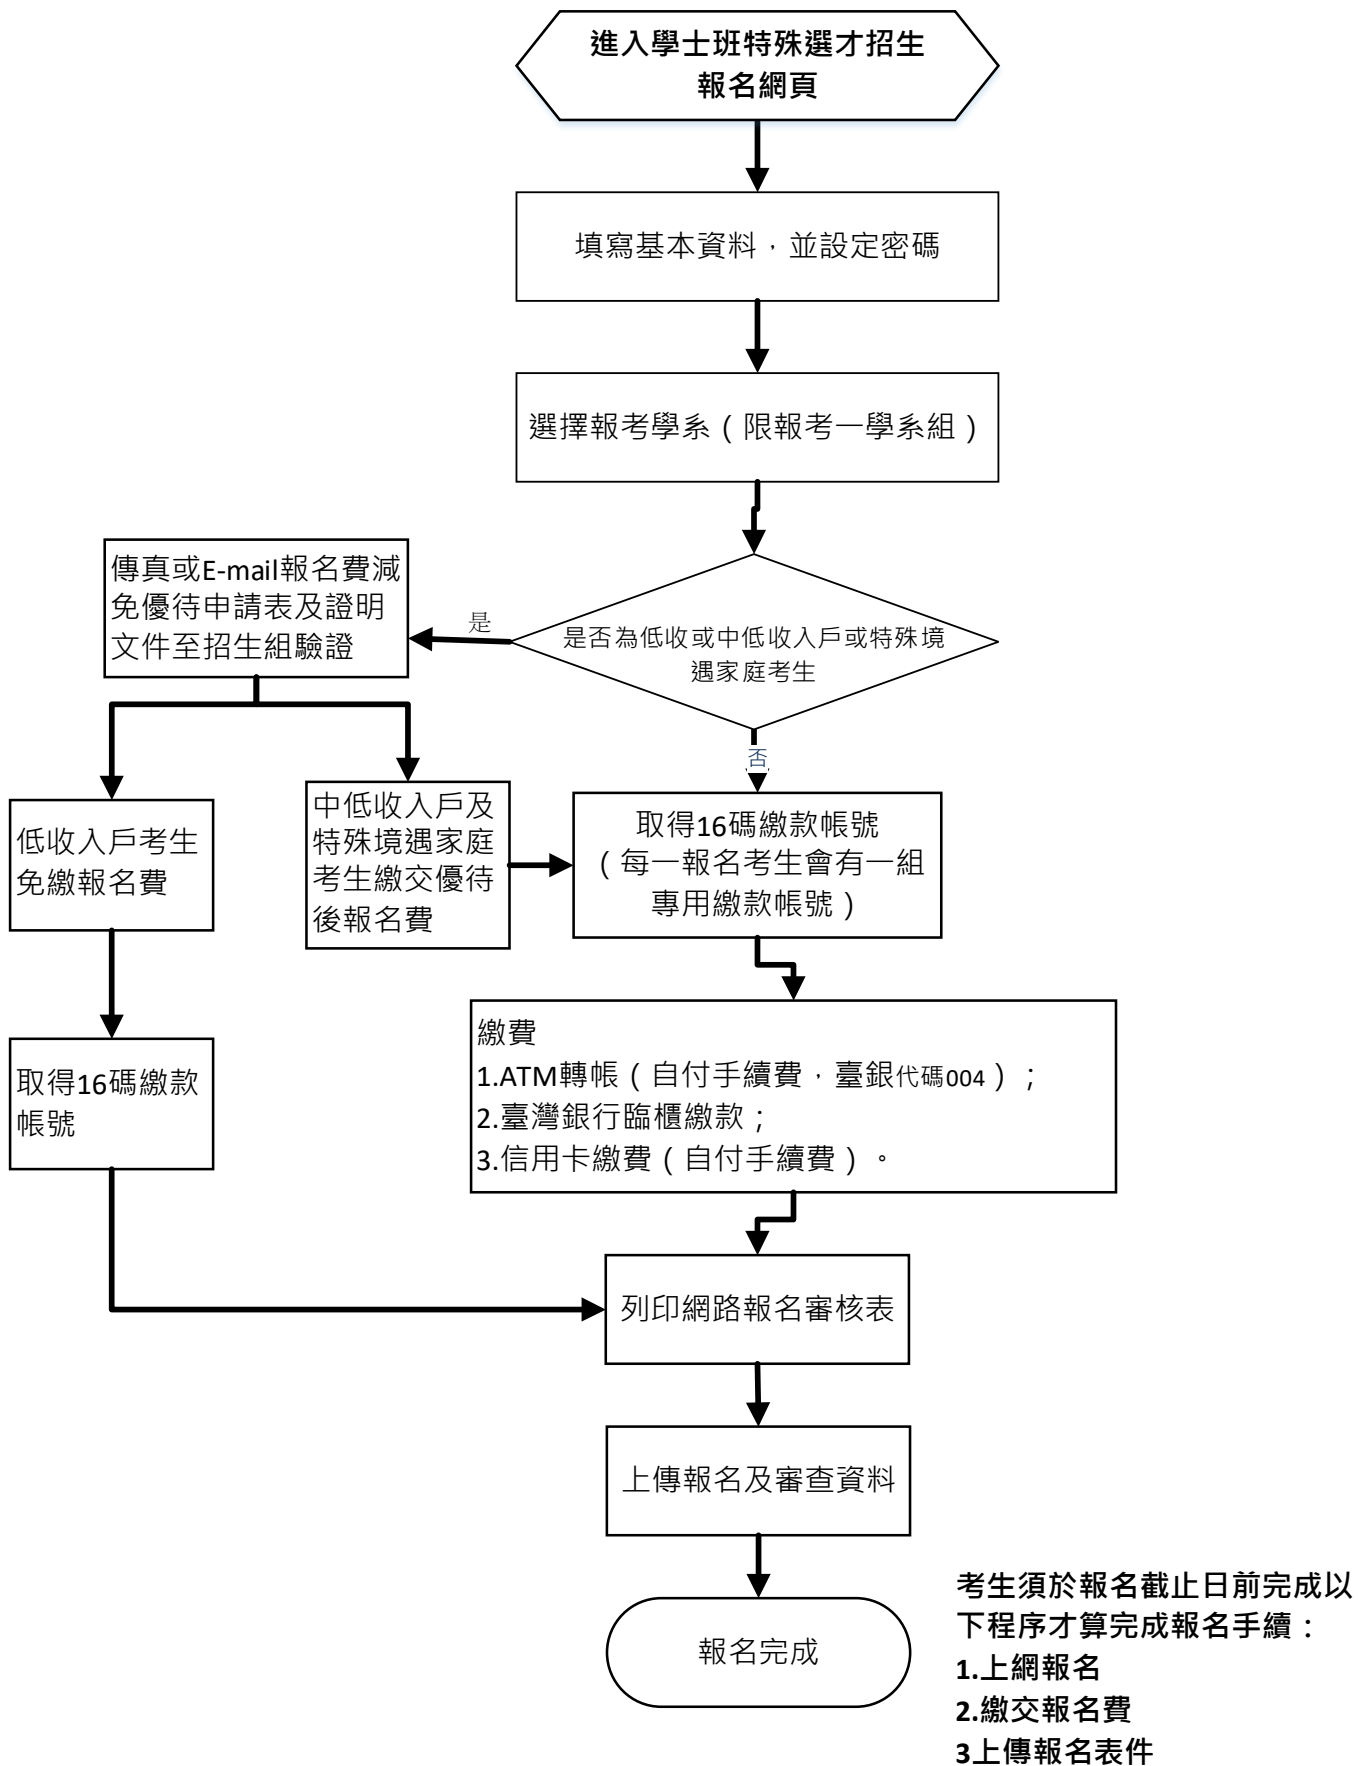 進入學士班特殊選才招生
報名網頁
填寫基本資料，並設定密碼
選擇報考學系（限報考一學系組）
傳真或E-mail報名費減
免優待申請表及證明
文件至招生組驗證
是
是否為低收或中低收入戶或特殊境
遇家庭考生
否
低收入戶考生
免繳報名費
中低收入戶及
特殊境遇家庭
考生繳交優待
後報名費
取得16碼繳款帳號
（每一報名考生會有一組
專用繳款帳號）
取得16碼繳款
帳號
繳費
1.ATM轉帳（自付手續費，臺銀代碼004）；
2.臺灣銀行臨櫃繳款；
3.信用卡繳費（自付手續費）。
列印網路報名審核表
上傳報名及審查資料
報名完成
考生須於報名截止日前完成以
下程序才算完成報名手續：
1.上網報名
2.繳交報名費
3上傳報名表件